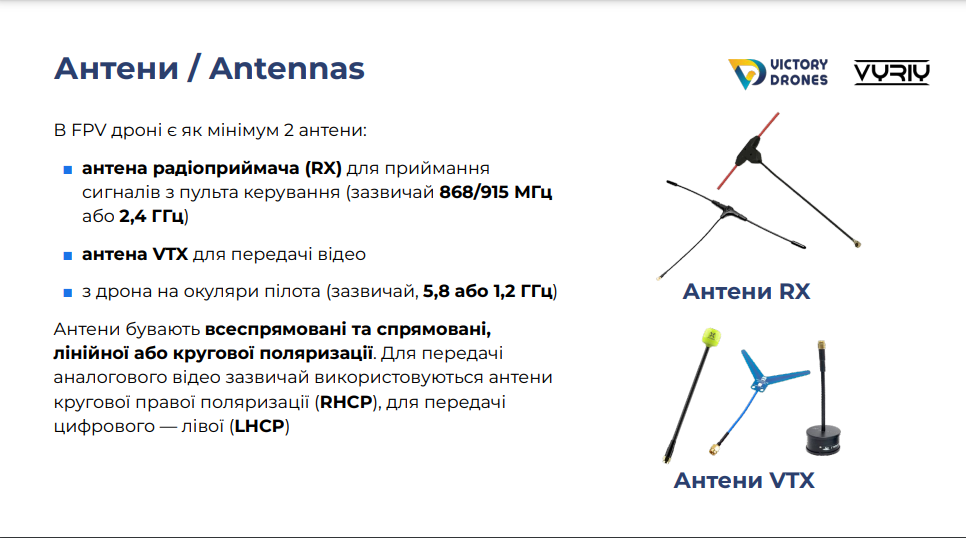 Антени / Antennas
VICTORY
DRONES
VYRIY
В FPV дроні є як мінімум 2 антени:
антена радіоприймача (RX) для приймання
сигналів з пульта керування (зазвичай 868/915 МГц
або 2,4 ГГц)
антена VTX для передачі відео
з дрона на окуляри пілота (зазвичай, 5,8 або 1,2 ГГц)
Антени бувають всеспрямовані та спрямовані,
лінійної або кругової поляризації. Для передачі
аналогового відео зазвичай використовуються антени
кругової правої поляризації (RHCP), для передачі
цифрового — лівої (LHCP)
Антени RX
Антени VTX